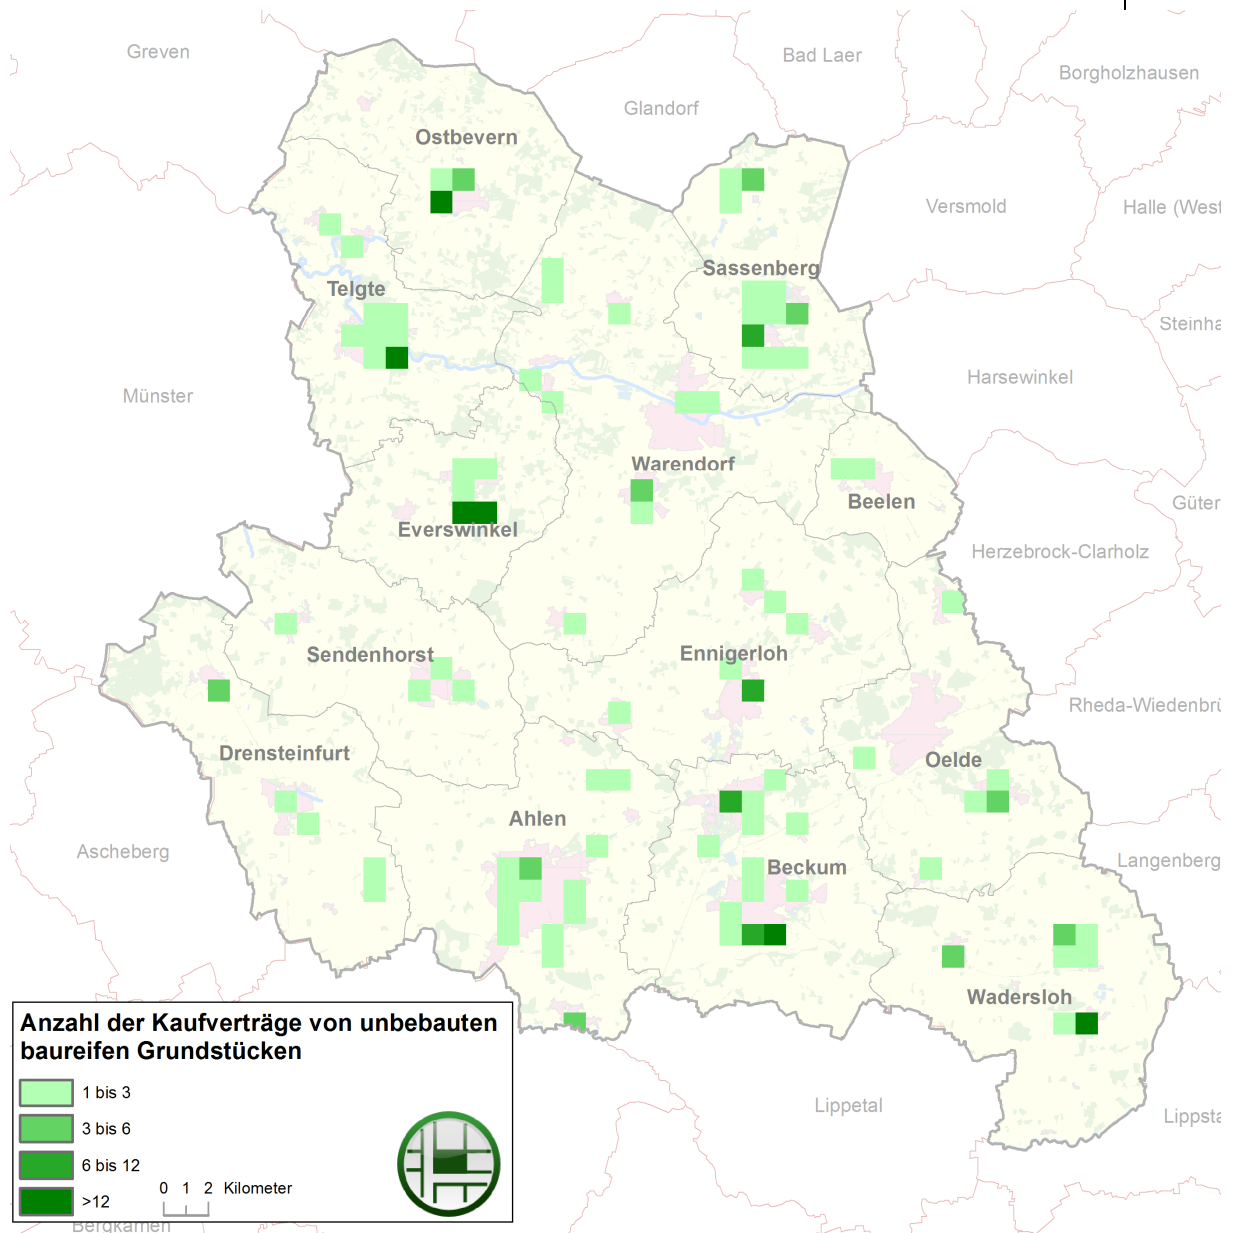 Greven
Bad Laer
Borgholzhausen
Glandorf
Ostbevern
Versmold
Halle (West
Sassenberg
Telgte
Steinha
Harsewinkel
Münster
Warendorf
Beelen
Güter
Everswinkel
Herzebrock-Clarholz
Sendenhorst
Ennigerloh
Rheda-Wiedenbrü
Drensteinfurt
Oelde
Ahlen
Ascheberg
Langenberg
Beckum
Wadersloh
Lippetal
Lippsta
Anzahl der Kaufverträge von unbebauten
baureifen Grundstücken
1 bis 3
3 bis 6
6 bis 12
>12
0 1 2 Kilometer
Bergkamen